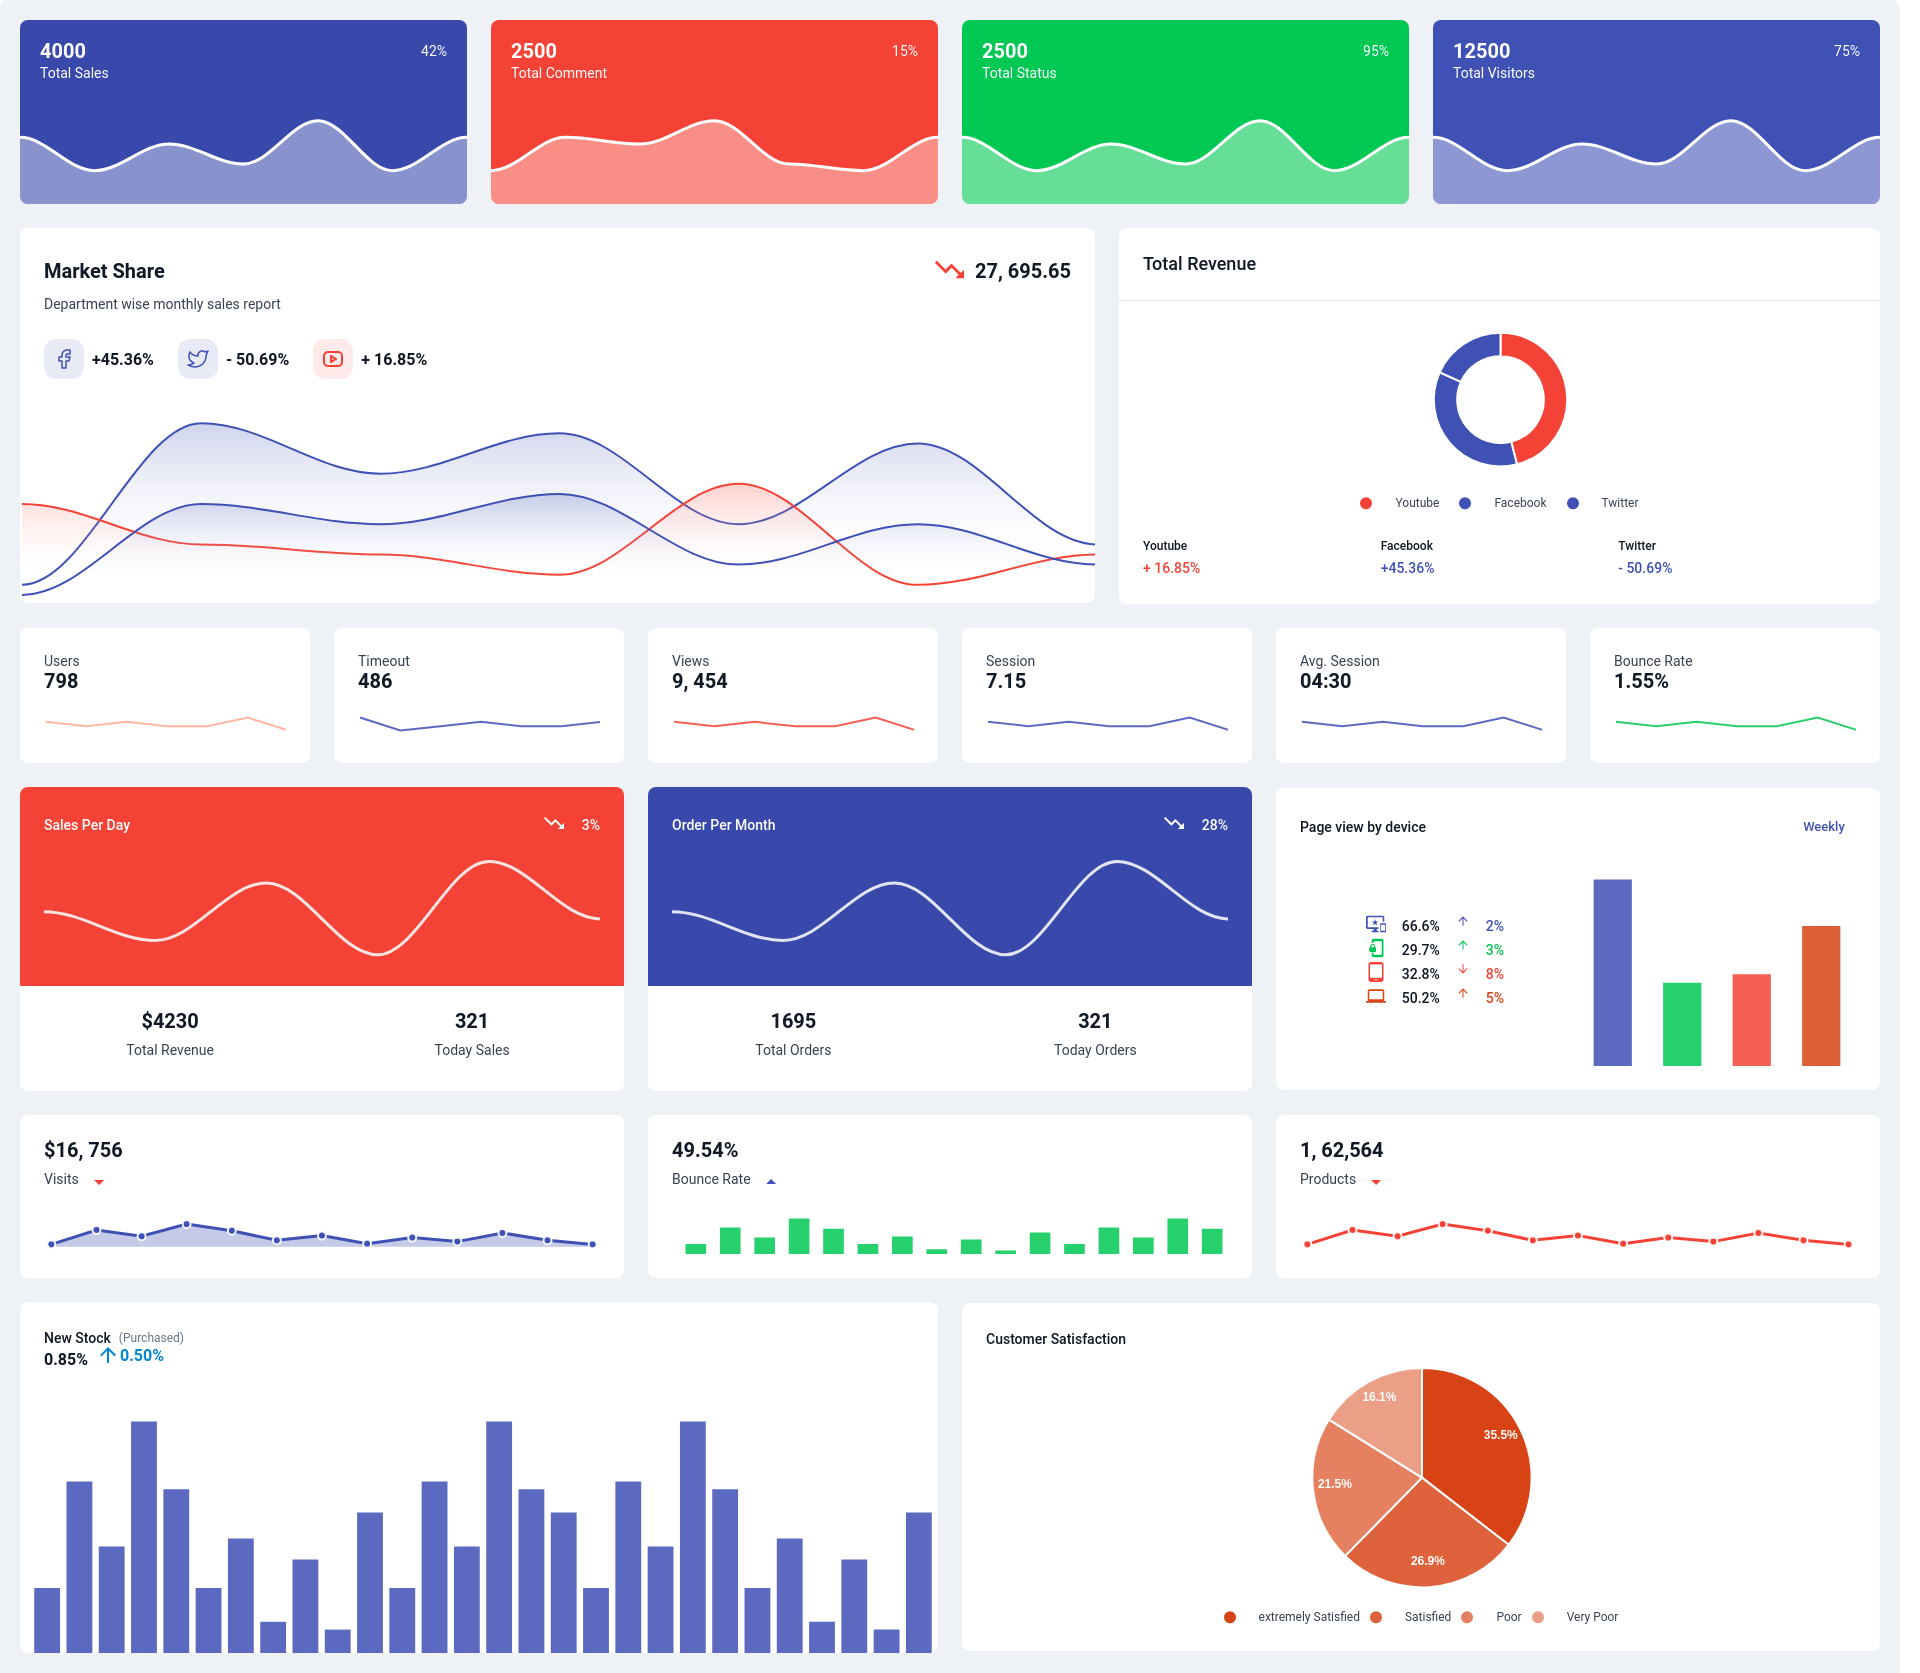 4000
42%
Total Sales
2500
15%
Total Comment
2500
95%
Total Status
12500
75%
Total Visitors
Market Share
27, 695.65
Department wise monthly sales report
+45.36%
- 50.69%
+ 16.85%
Total Revenue
Youtube
Facebook
Twitter
Youtube
Facebook
Twitter
+ 16.85%
+45.36%
- 50.69%
Users
798
Timeout
486
Views
9, 454
Session
7.15
Avg. Session
04:30
Bounce Rate
1.55%
Sales Per Day
3%
$4230
321
Total Revenue
Today Sales
Order Per Month
28%
1695
321
Total Orders
Today Orders
Page view by device
Weekly
66.6% 2%
29.7% 3%
32.8% 8%
50.2% 5%
$16, 756
Visits
49.54%
Bounce Rate
1, 62,564
Products
New Stock (Purchased)
0.85% 0.50%
Customer Satisfaction
16.1%
35.5%
21.5%
26.9%
extremely Satisfied
Satisfied
Poor
Very Poor